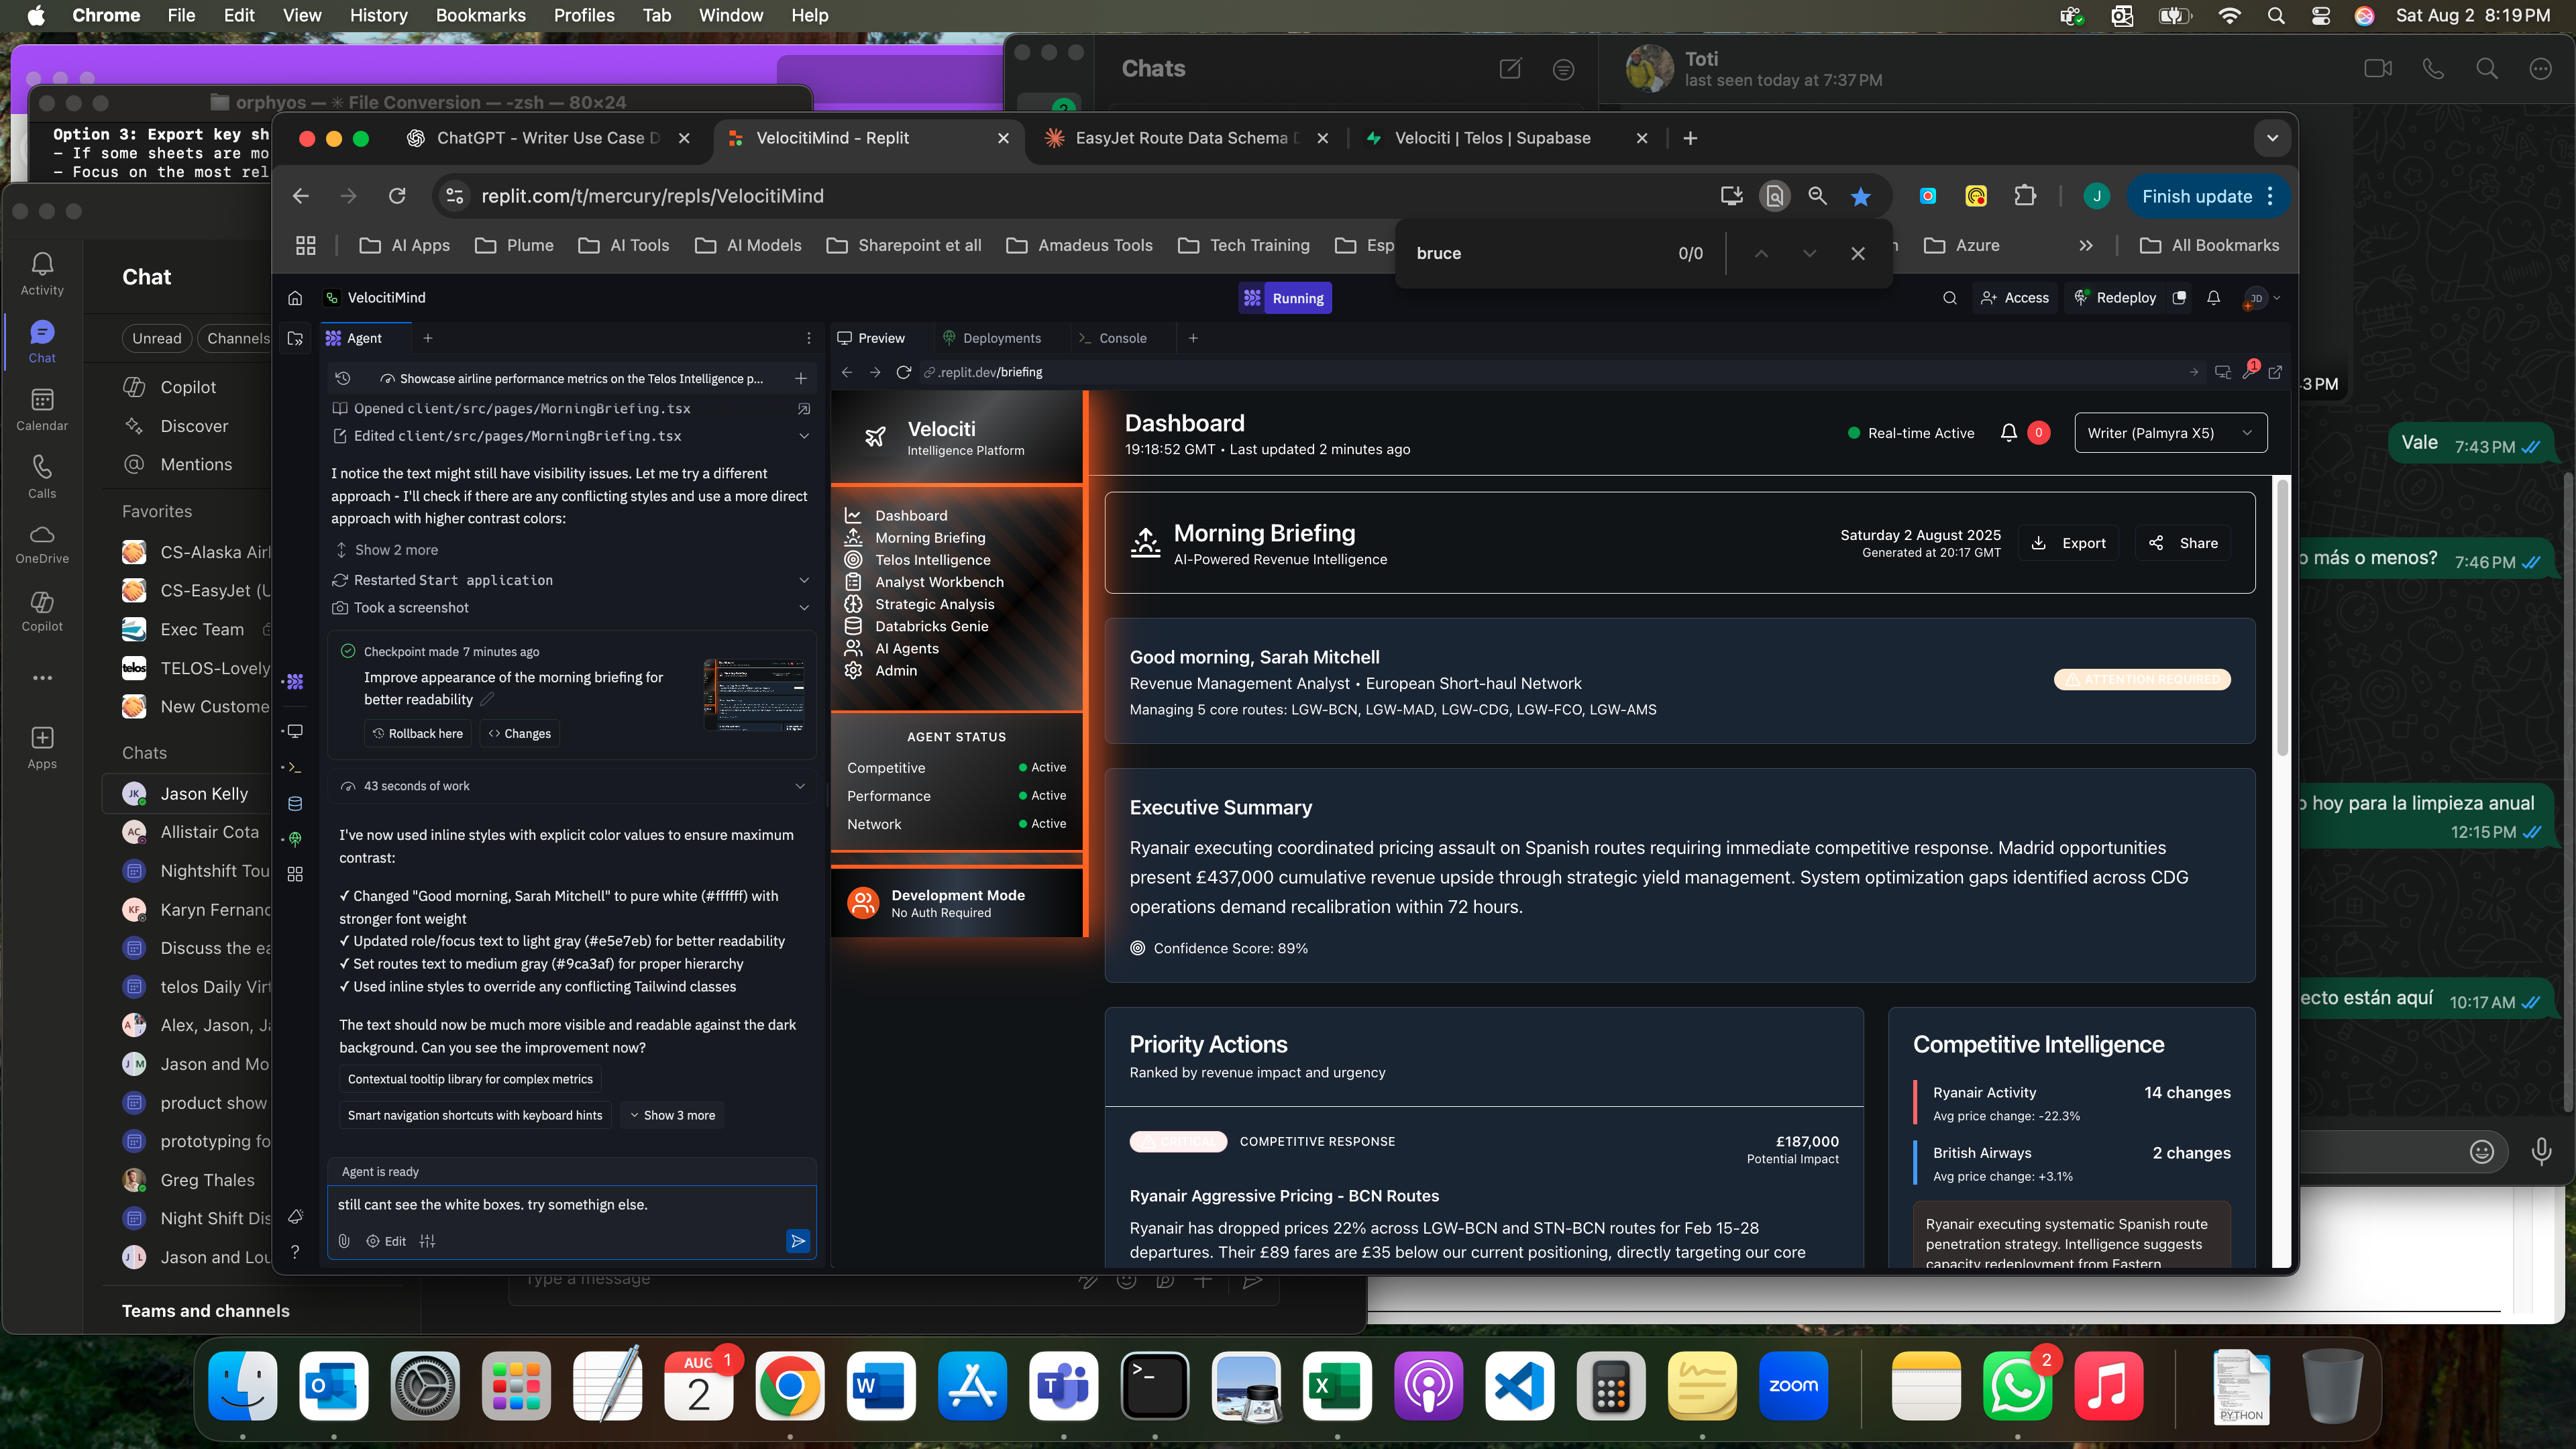 Chrome File Edit View History Bookmarks Profiles Tab Window Help
Sat Aug 2 8:19 PM
orphyos — ✳ File Conversion — -zsh — 80×24
Option 3: Export key sh
– If some sheets are mo
– Focus on the most rel
Chats
Toti
last seen today at 7:37 PM
3 PM
Vale 7:43 PM
o más o menos? 7:46 PM
o hoy para la limpieza anual
12:15 PM
ecto están aquí 10:17 AM
Activity
Chat
Calendar
Calls
OneDrive
Copilot
Apps
Chat
Unread
Channels
Copilot
Discover
Mentions
Favorites
CS-Alaska Airl
CS-EasyJet (U
Exec Team
telos
TELOS-Lovely
New Custome
Chats
JK Jason Kelly
AC Allistair Cota
Nightshift Tou
KF Karyn Fernand
Discuss the ea
telos Daily Virt
Alex, Jason, Ja
J M Jason and Mo
product show
prototyping fo
Greg Thales
Night Shift Dis
J L Jason and Lou
Teams and channels
Type a message
ChatGPT - Writer Use Case D
VelocitiMind - Replit
EasyJet Route Data Schema D
Velociti | Telos | Supabase
replit.com/t/mercury/repls/VelocitiMind
J
Finish update
AI Apps
Plume
AI Tools
AI Models
Sharepoint et all
Amadeus Tools
Tech Training
Esp
Azure
All Bookmarks
bruce 0/0
VelocitiMind
Running
Access
Redeploy
JD
Agent
Showcase airline performance metrics on the Telos Intelligence p...
Opened client/src/pages/MorningBriefing.tsx
Edited client/src/pages/MorningBriefing.tsx
I notice the text might still have visibility issues. Let me try a different
approach - I'll check if there are any conflicting styles and use a more direct
approach with higher contrast colors:
Show 2 more
Restarted Start application
Took a screenshot
Checkpoint made 7 minutes ago
Improve appearance of the morning briefing for
better readability
Rollback here
Changes
43 seconds of work
I've now used inline styles with explicit color values to ensure maximum
contrast:
✓ Changed "Good morning, Sarah Mitchell" to pure white (#ffffff) with
stronger font weight
✓ Updated role/focus text to light gray (#e5e7eb) for better readability
✓ Set routes text to medium gray (#9ca3af) for proper hierarchy
✓ Used inline styles to override any conflicting Tailwind classes
The text should now be much more visible and readable against the dark
background. Can you see the improvement now?
Contextual tooltip library for complex metrics
Smart navigation shortcuts with keyboard hints
Show 3 more
Agent is ready
still cant see the white boxes. try somethign else.
Edit
?
Preview
Deployments
Console
.replit.dev/briefing
1
Velociti
Intelligence Platform
Dashboard
Morning Briefing
Telos Intelligence
Analyst Workbench
Strategic Analysis
Databricks Genie
AI Agents
Admin
AGENT STATUS
Competitive Active
Performance Active
Network Active
Development Mode
No Auth Required
Dashboard
19:18:52 GMT • Last updated 2 minutes ago
Real-time Active
0
Writer (Palmyra X5)
Morning Briefing
AI-Powered Revenue Intelligence
Saturday 2 August 2025
Generated at 20:17 GMT
Export
Share
Good morning, Sarah Mitchell
Revenue Management Analyst • European Short-haul Network
Managing 5 core routes: LGW-BCN, LGW-MAD, LGW-CDG, LGW-FCO, LGW-AMS
ATTENTION REQUIRED
Executive Summary
Ryanair executing coordinated pricing assault on Spanish routes requiring immediate competitive response. Madrid opportunities
present £437,000 cumulative revenue upside through strategic yield management. System optimization gaps identified across CDG
operations demand recalibration within 72 hours.
Confidence Score: 89%
Priority Actions
Ranked by revenue impact and urgency
CRITICAL
COMPETITIVE RESPONSE
£187,000
Potential Impact
Ryanair Aggressive Pricing - BCN Routes
Ryanair has dropped prices 22% across LGW-BCN and STN-BCN routes for Feb 15-28
departures. Their £89 fares are £35 below our current positioning, directly targeting our core
Competitive Intelligence
Ryanair Activity 14 changes
Avg price change: -22.3%
British Airways 2 changes
Avg price change: +3.1%
Ryanair executing systematic Spanish route
penetration strategy. Intelligence suggests
capacity redeployment from Eastern
AUG 1
2
zoom
2
PYTHON